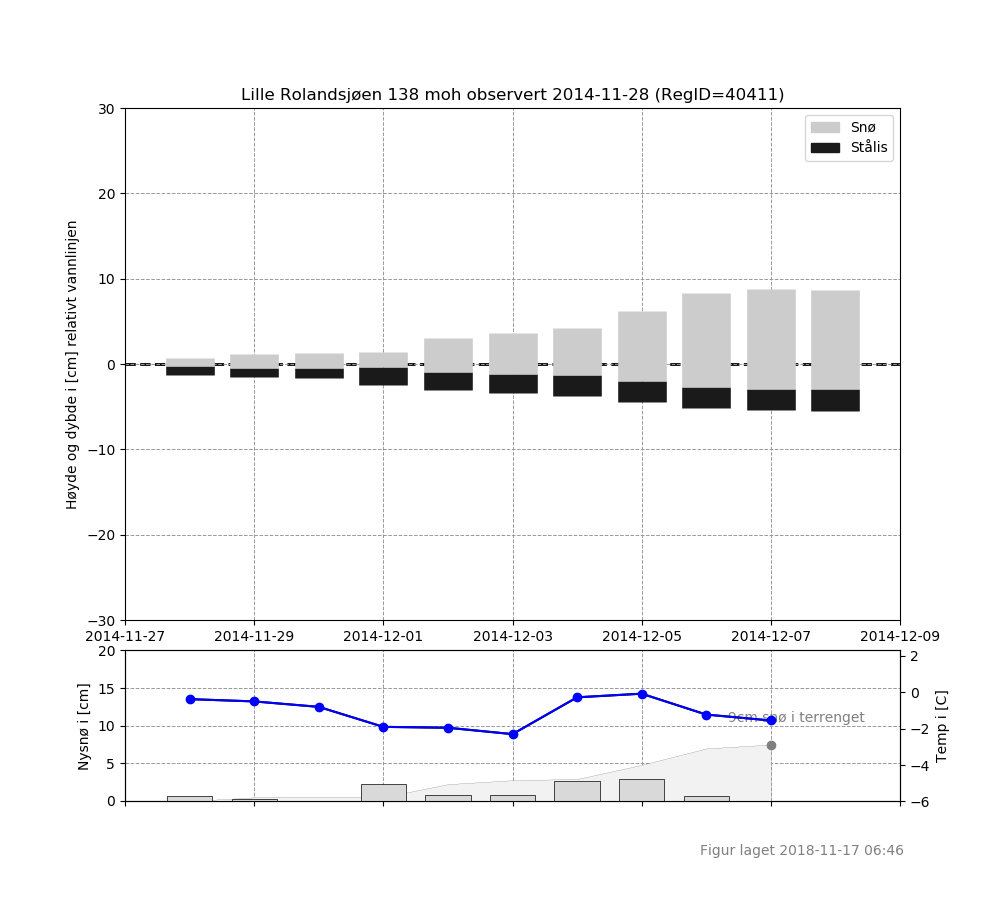 Lille Rolandsjøen 138 moh observert 2014-11-28 (RegID=40411)
Høyde og dybde i [cm] relativt vannlinjen
30
20
10
0
−10
−20
−30
Snø
Stålis
2014-11-27 2014-11-29 2014-12-01 2014-12-03 2014-12-05 2014-12-07 2014-12-09
Nysnø i [cm]
20
15
10
5
0
9cm snø i terrenget
2
0
−2
−4
−6
Temp i [C]
Figur laget 2018-11-17 06:46